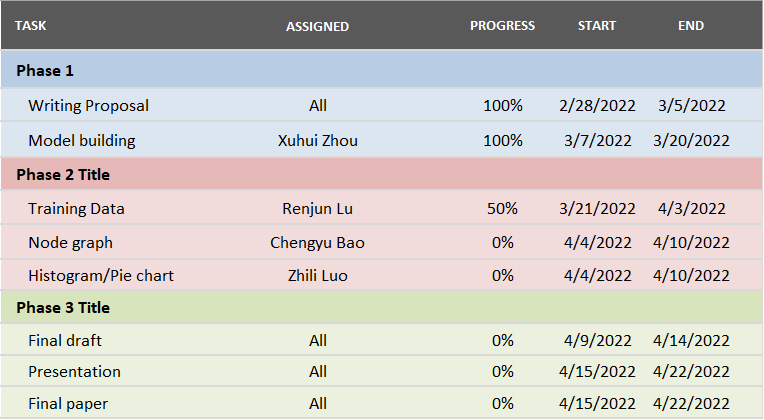 TASK ASSIGNED PROGRESS START END
Phase 1
Writing Proposal All 100% 2/28/2022 3/5/2022
Model building Xuhui Zhou 100% 3/7/2022 3/20/2022
Phase 2 Title
Training Data Renjun Lu 50% 3/21/2022 4/3/2022
Node graph Chengyu Bao 0% 4/4/2022 4/10/2022
Histogram/Pie chart Zhili Luo 0% 4/4/2022 4/10/2022
Phase 3 Title
Final draft All 0% 4/9/2022 4/14/2022
Presentation All 0% 4/15/2022 4/22/2022
Final paper All 0% 4/15/2022 4/22/2022